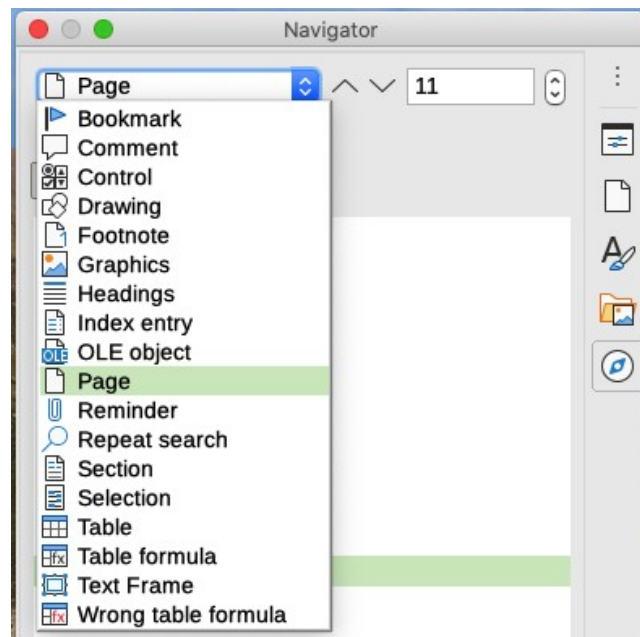 Navigator
Page 11
Bookmark
Comment
Control
Drawing
Footnote
Graphics
Headings
Index entry
OLE object
Page
Reminder
Repeat search
Section
Selection
Table
Table formula
Text Frame
Wrong table formula